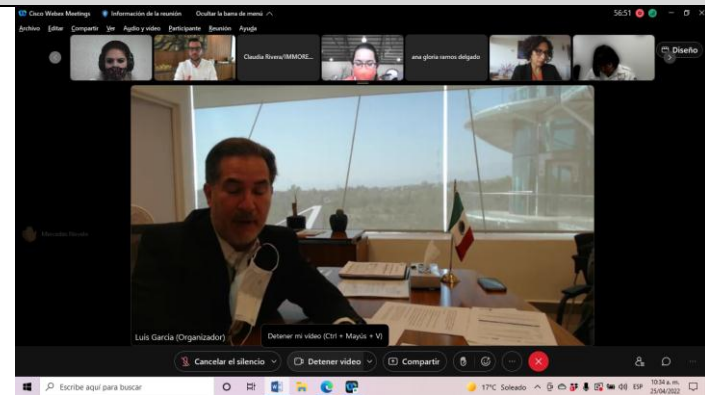 Cisco Webex Meetings
Información de la reunión
Ocultar la barra de menú
56:51
Archivo Editar Compartir Ver Audio y video Participante Reunión Ayuda
Claudia Rivera/IMMORE...
ana gloria ramos delgado
Diseño
Mercedes
Luis Garcia (Organizador)
Detener mi video (Ctrl + Mayús + V)
Cancelar el silencio
Detener video
Compartir
Escribe aquí para buscar
17°C Soleado
ESP
10:34 a. m.
25/04/2022